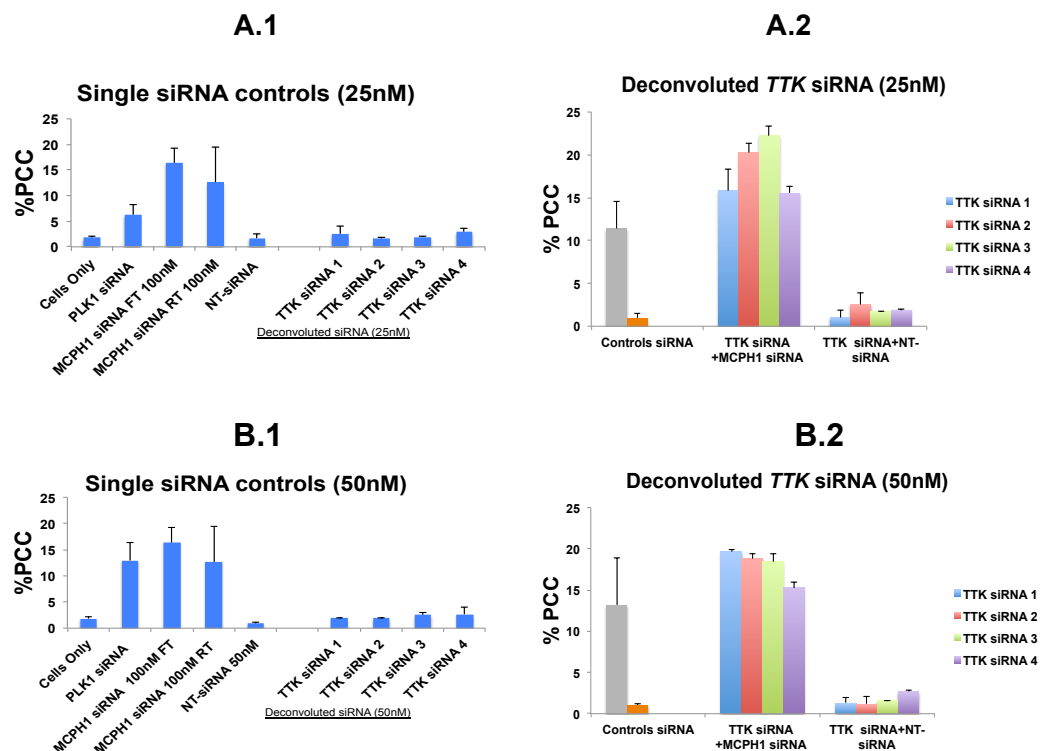 A.1
Single siRNA controls (25nM)
%PCC
25
20
15
10
5
0
Cells Only
PLK1 siRNA
MCPH1 siRNA FT 100nM
MCPH1 siRNA RT 100nM
NT-siRNA
TTK siRNA 1
TTK siRNA 2
TTK siRNA 3
TTK siRNA 4
Deconvoluted siRNA (25nM)
A.2
Deconvoluted TTK siRNA (25nM)
% PCC
25
20
15
10
5
0
Controls siRNA
TTK siRNA
+MCPH1 siRNA
TTK siRNA+NT-
siRNA
TTK siRNA 1
TTK siRNA 2
TTK siRNA 3
TTK siRNA 4
B.1
Single siRNA controls (50nM)
%PCC
25
20
15
10
5
0
Cells Only
PLK1 siRNA
MCPH1 siRNA 100nM FT
MCPH1 siRNA 100nM RT
NT-siRNA 50nM
TTK siRNA 1
TTK siRNA 2
TTK siRNA 3
TTK siRNA 4
Deconvoluted siRNA (50nM)
B.2
Deconvoluted TTK siRNA (50nM)
% PCC
25
20
15
10
5
0
Controls siRNA
TTK siRNA
+MCPH1 siRNA
TTK siRNA+NT-
siRNA
TTK siRNA 1
TTK siRNA 2
TTK siRNA 3
TTK siRNA 4